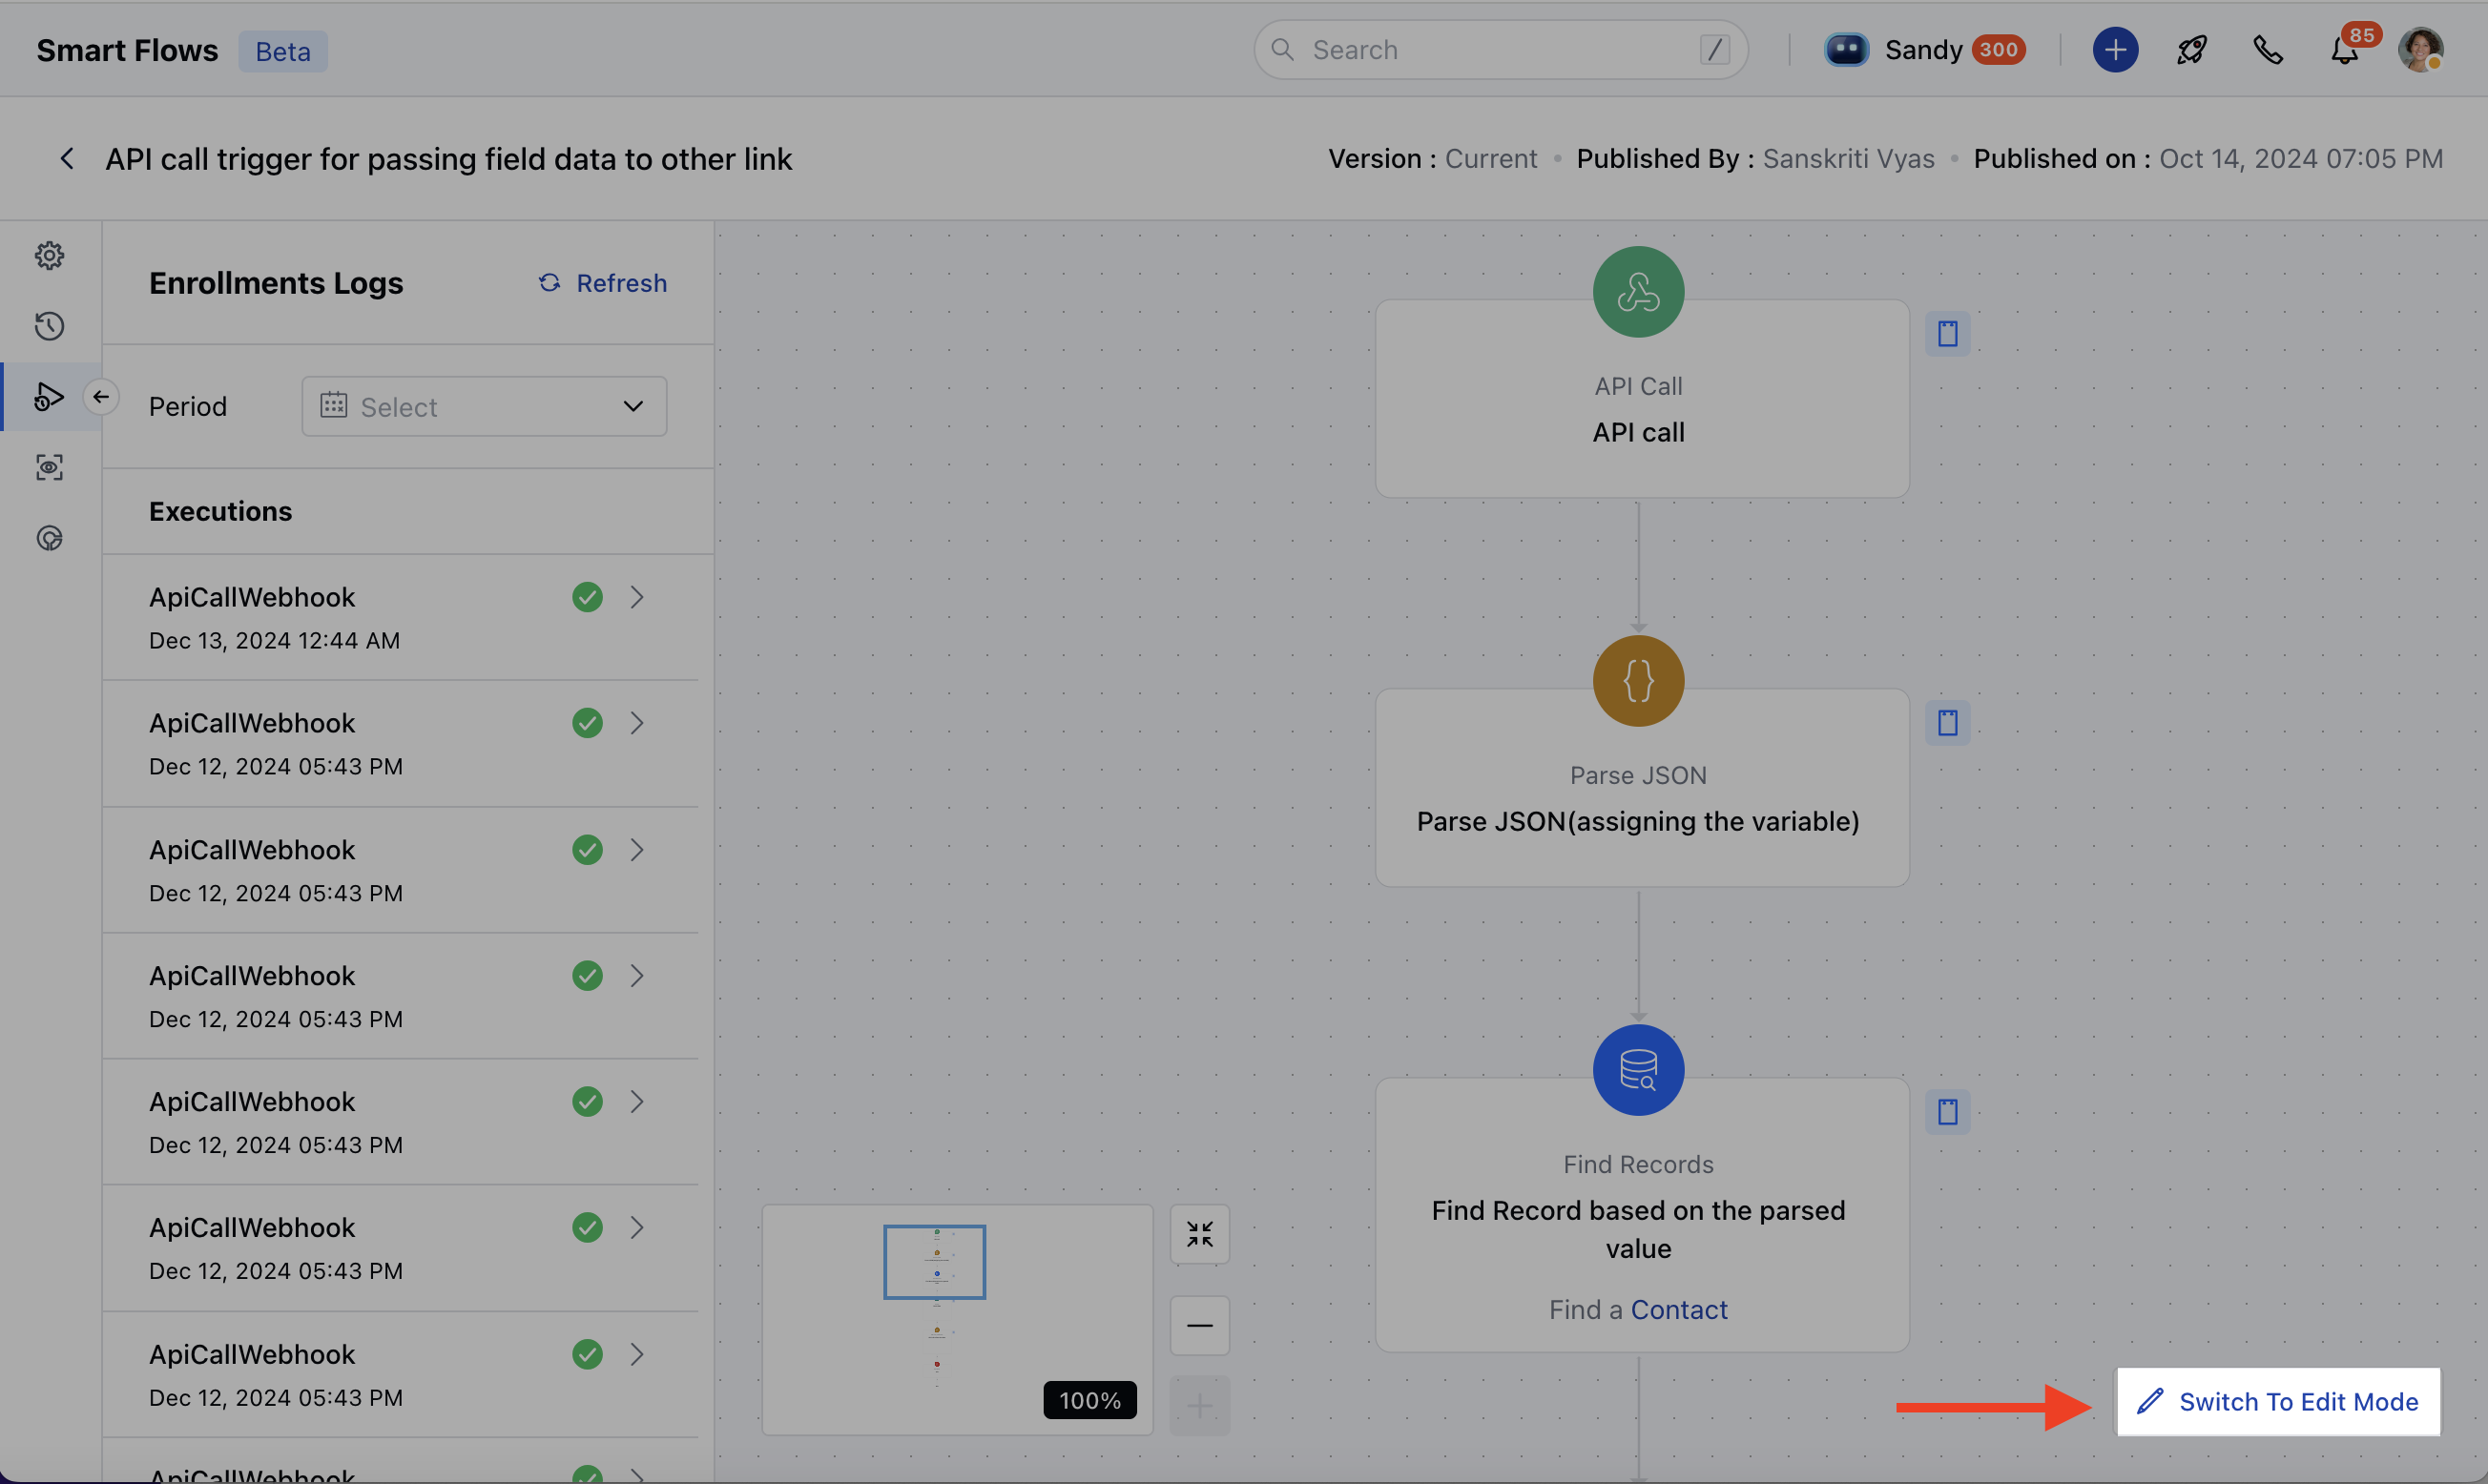 Smart Flows Beta
Search /
Sandy 300
85
API call trigger for passing field data to other link
Version : Current • Published By : Sanskriti Vyas • Published on : Oct 14, 2024 07:05 PM
Enrollments Logs
Refresh
Period
Select
Executions
ApiCallWebhook
Dec 13, 2024 12:44 AM
ApiCallWebhook
Dec 12, 2024 05:43 PM
ApiCallWebhook
Dec 12, 2024 05:43 PM
ApiCallWebhook
Dec 12, 2024 05:43 PM
ApiCallWebhook
Dec 12, 2024 05:43 PM
ApiCallWebhook
Dec 12, 2024 05:43 PM
ApiCallWebhook
Dec 12, 2024 05:43 PM
ApiCallWebhook
API Call
API call
{}
Parse JSON
Parse JSON(assigning the variable)
Find Records
Find Record based on the parsed
value
Find a Contact
100%
Switch To Edit Mode